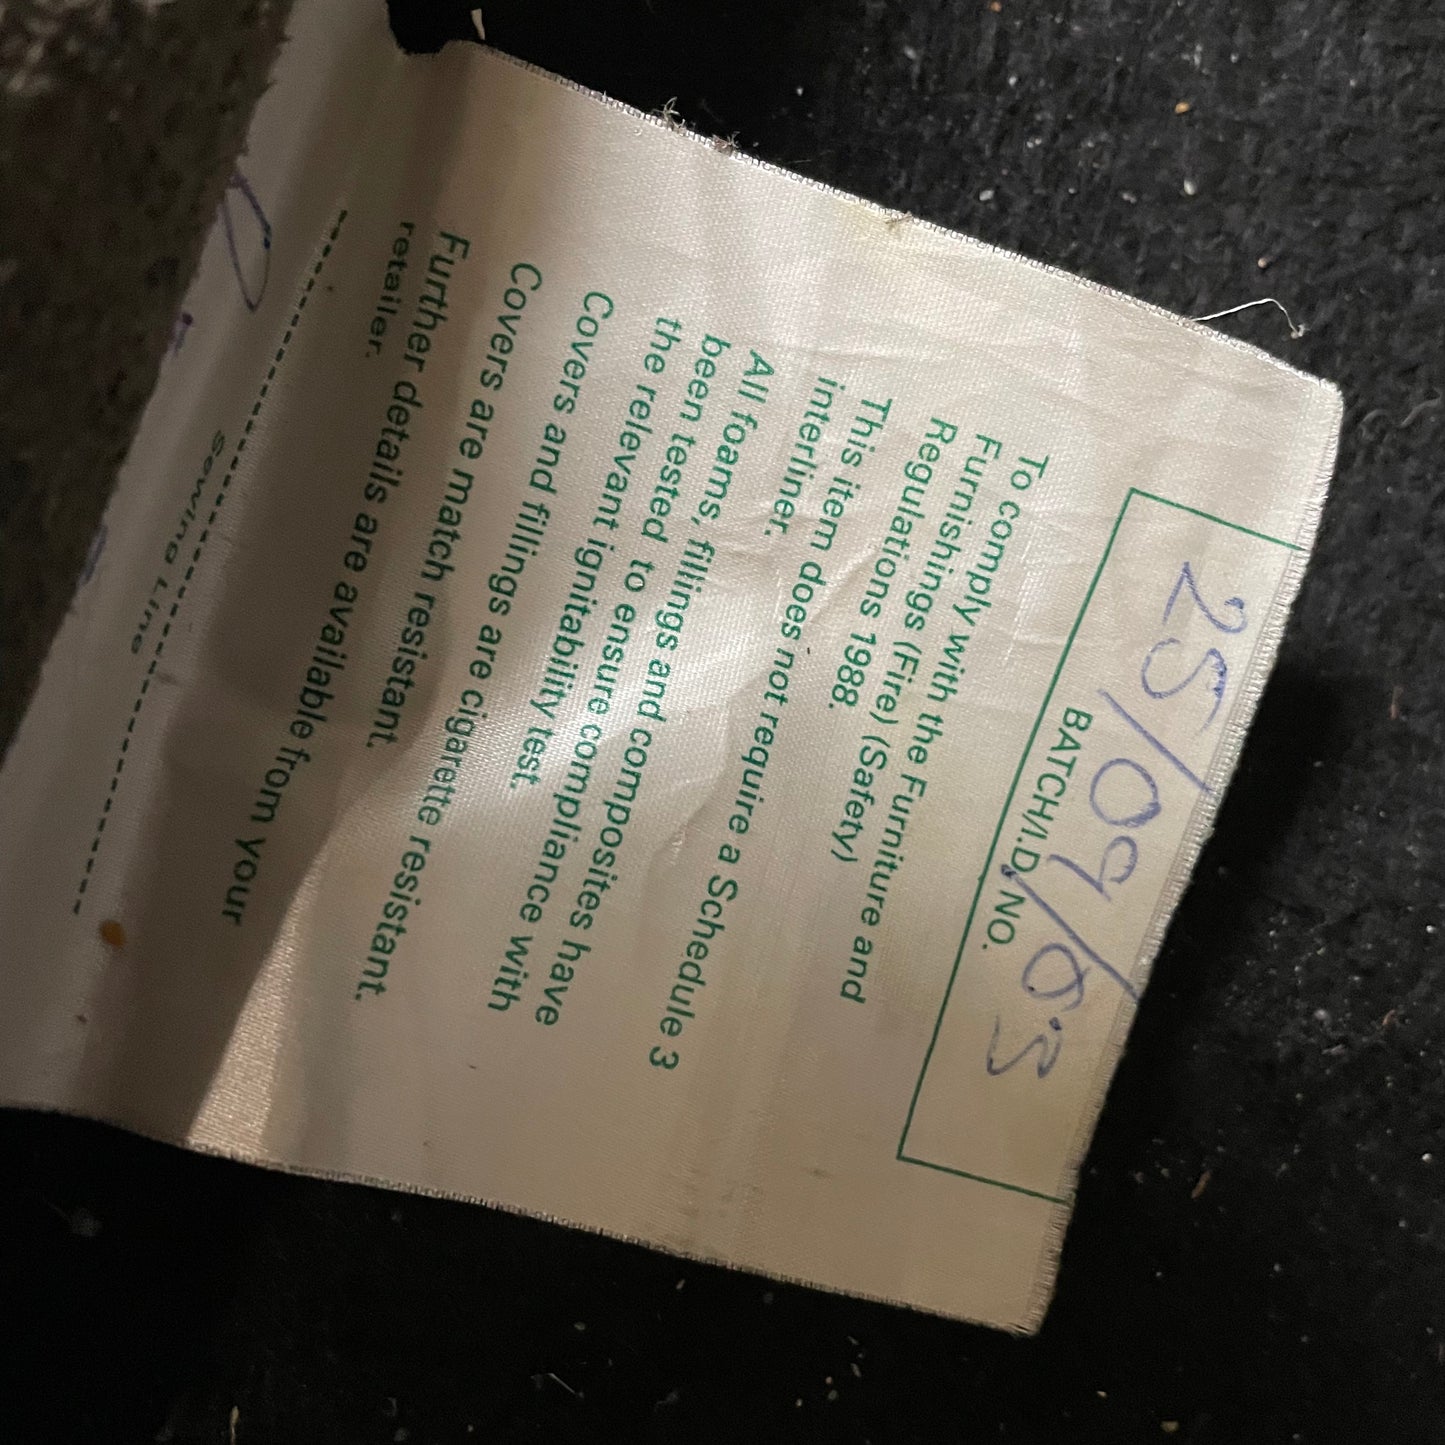 25/09/03
BATCH/I.D. NO.
To comply with the Furniture and
Furnishings (Fire) (Safety)
Regulations 1988.
This item does not require a Schedule 3
interliner.
All foams, fillings and composites have
been tested to ensure compliance with
the relevant ignitability test.
Covers and fillings are cigarette resistant.
Covers are match resistant.
Further details are available from your
retailer.
Sewing Line